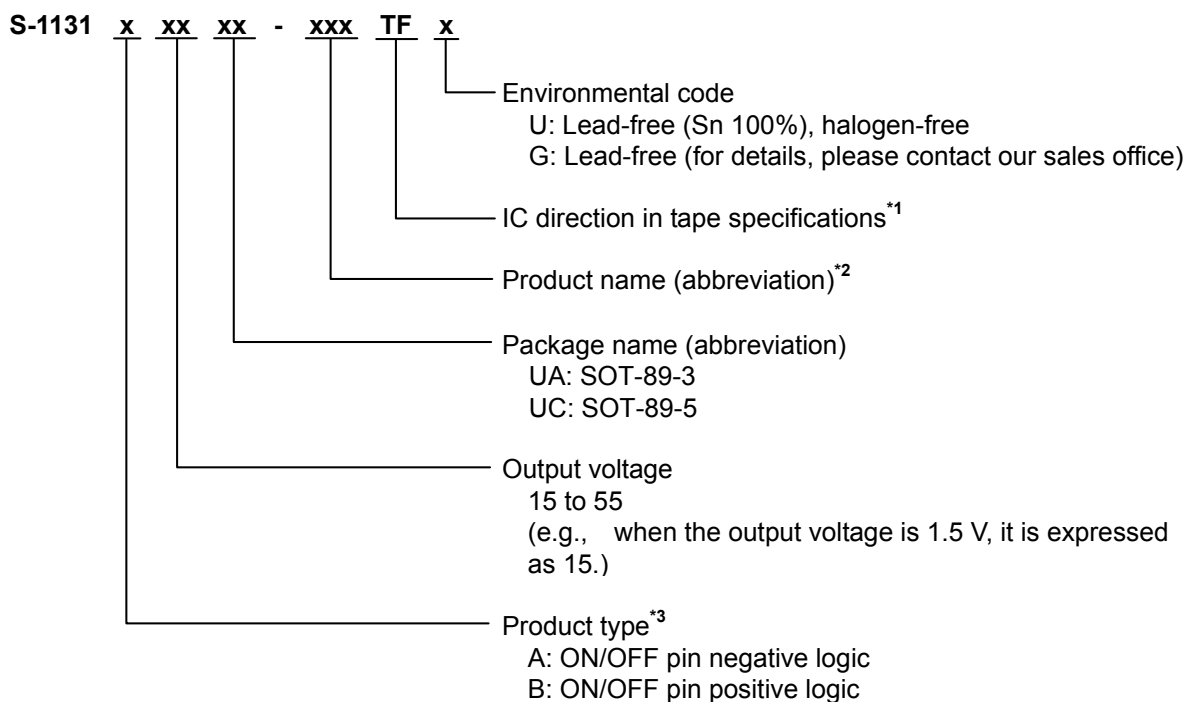 S-1131 x xx xx - xxx TF x
Environmental code
U: Lead-free (Sn 100%), halogen-free
G: Lead-free (for details, please contact our sales office)
IC direction in tape specifications*1
Product name (abbreviation)*2
Package name (abbreviation)
UA: SOT-89-3
UC: SOT-89-5
Output voltage
15 to 55
(e.g., when the output voltage is 1.5 V, it is expressed
as 15.)
Product type*3
A: ON/OFF pin negative logic
B: ON/OFF pin positive logic